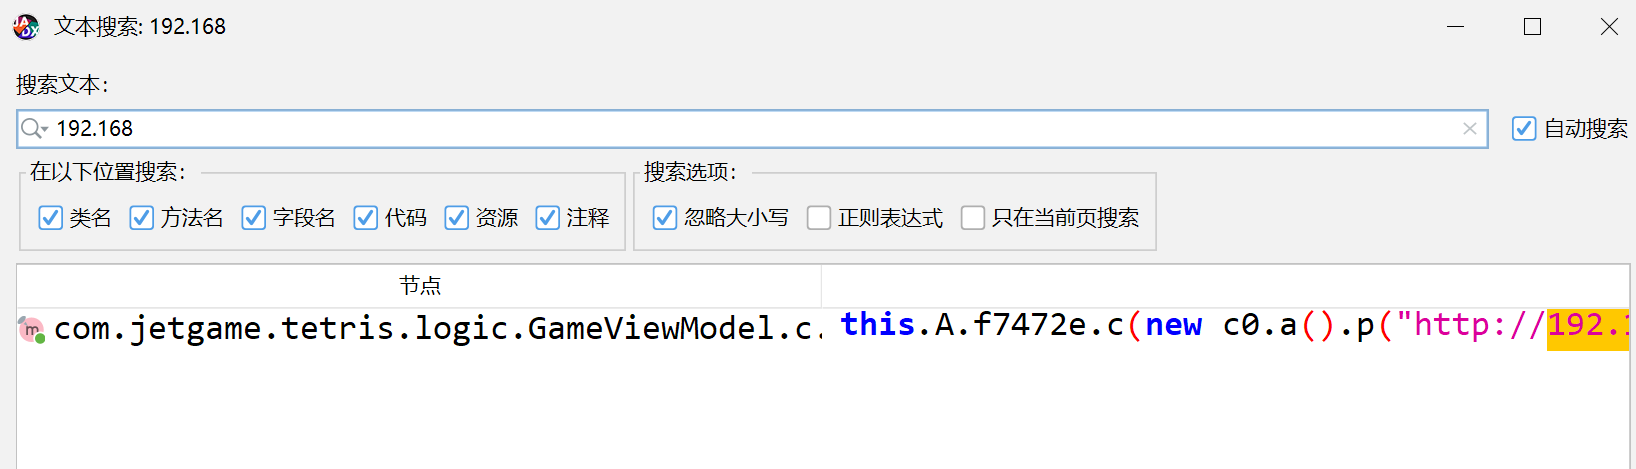 文本搜索: 192.168
搜索文本:
192.168
自动搜索
在以下位置搜索:
类名 方法名 字段名 代码 资源 注释
搜索选项:
忽略大小写 正则表达式 只在当前页搜索
节点
com.jetgame.tetris.logic.GameViewModel.c. this.A.f7472e.c(new c0.a().p("http://192.1